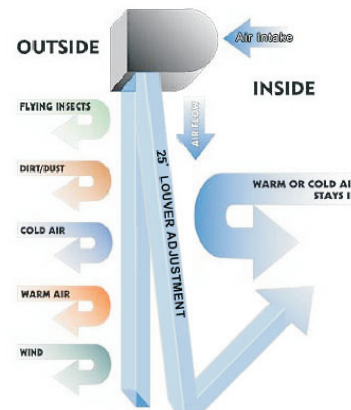 OUTSIDE
Air Intake
INSIDE
FLYING INSECTS
AIR FLOW
25° LOUVER ADJUSTMENT
DIRT/DUST
WARM OR COLD AI
STAYS I
COLD AIR
WARM AIR
WIND